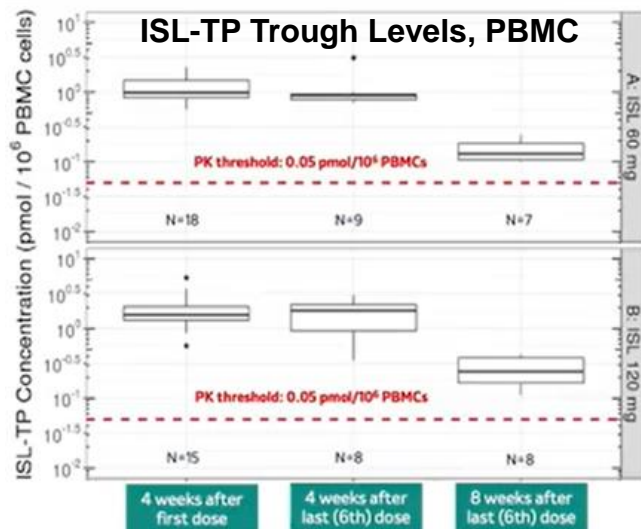 ISL-TP Trough Levels, PBMC
ISL-TP Concentration (pmol / 10⁶ PBMC cells)
10¹
10⁰·⁵
10⁰
10⁻⁰·⁵
10⁻¹
10⁻¹·⁵
10⁻²
PK threshold: 0.05 pmol/10⁶ PBMCs
N=18
N=9
N=7
A: ISL 60 mg
10¹
10⁰·⁵
10⁰
10⁻⁰·⁵
10⁻¹
10⁻¹·⁵
10⁻²
PK threshold: 0.05 pmol/10⁶ PBMCs
N=15
N=8
N=8
B: ISL 120 mg
4 weeks after
first dose
4 weeks after
last (6th) dose
8 weeks after
last (6th) dose